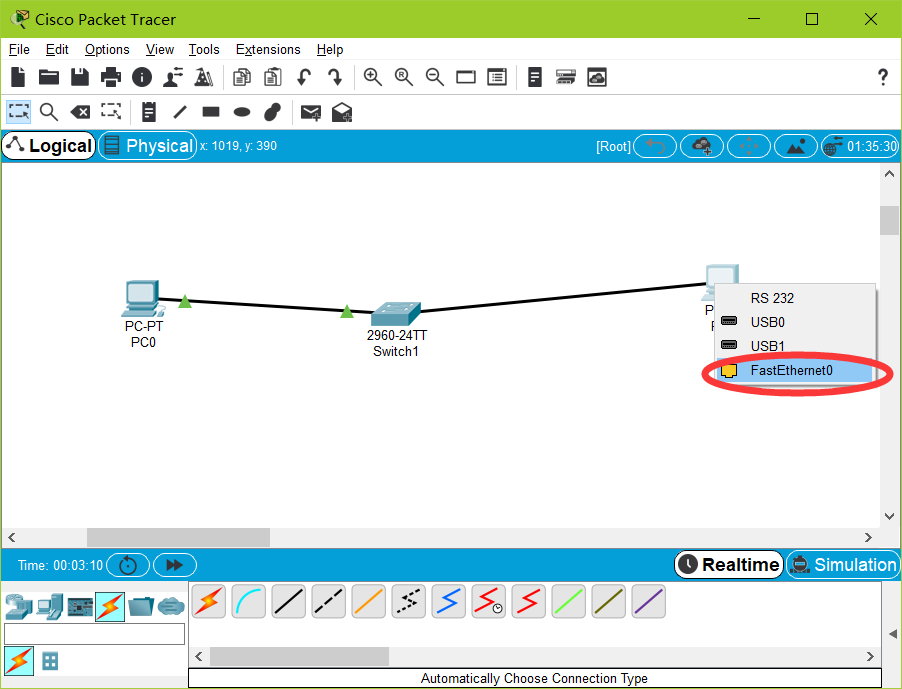 Cisco Packet Tracer
File Edit Options View Tools Extensions Help
Logical Physical x: 1019, y: 390 [Root] 01:35:30
RS 232
USB0
USB1
FastEthernet0
PC-PT
PC0
2960-24TT
Switch1
Time: 00:03:10 Realtime Simulation
Automatically Choose Connection Type